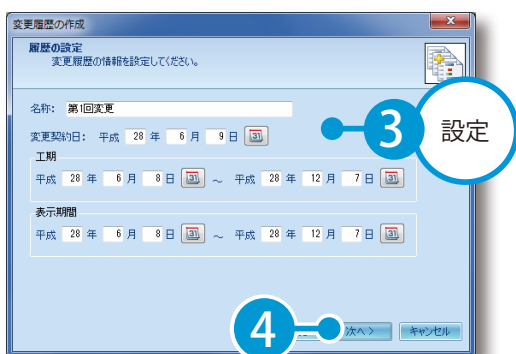 変更履歴の作成
履歴の設定
変更履歴の情報を設定してください。
名称: 第1回変更
変更契約日: 平成 28 年 6 月 9 日 31
3 設定
工期
平成 28 年 6 月 8 日 31 ～ 平成 28 年 12 月 7 日 31
表示期間
平成 28 年 6 月 8 日 31 ～ 平成 28 年 12 月 7 日 31
4 次へ > キャンセル